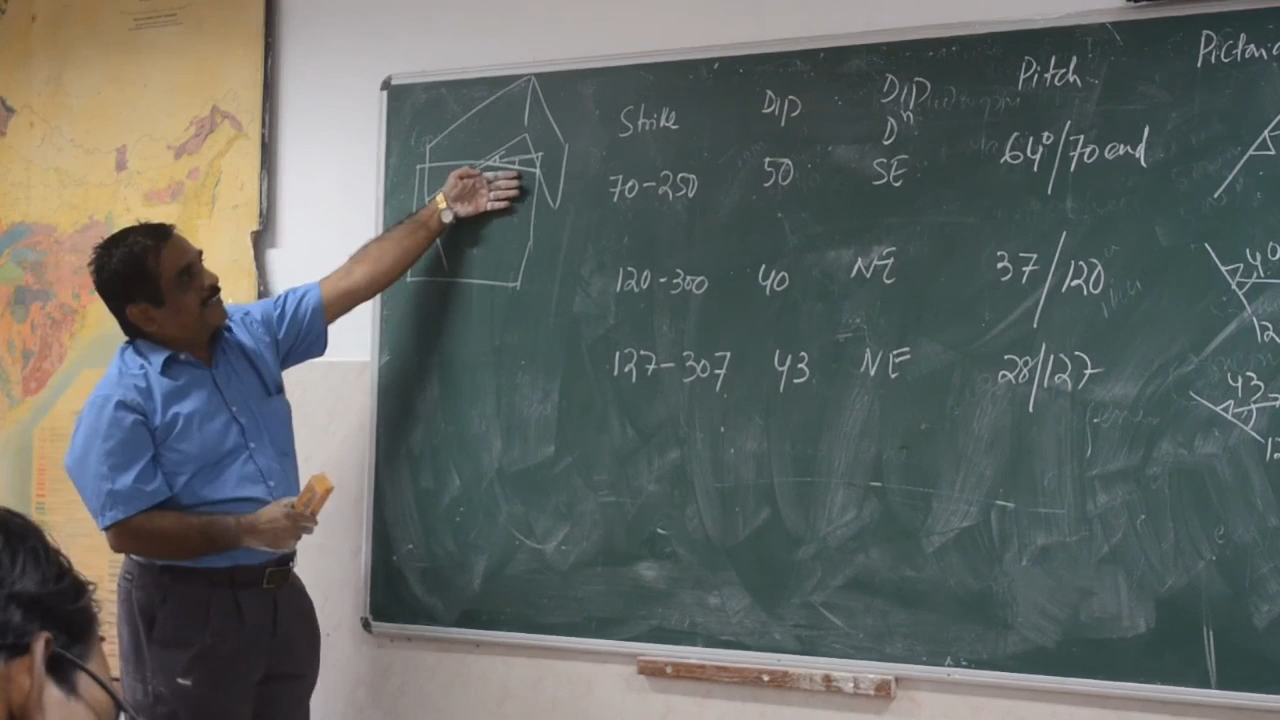 Strike Dip Dip Dⁿ Pitch
70-250 50 SE 64°/70 end
120-300 40 NE 37/120
127-307 43 NE 28/127
40
43